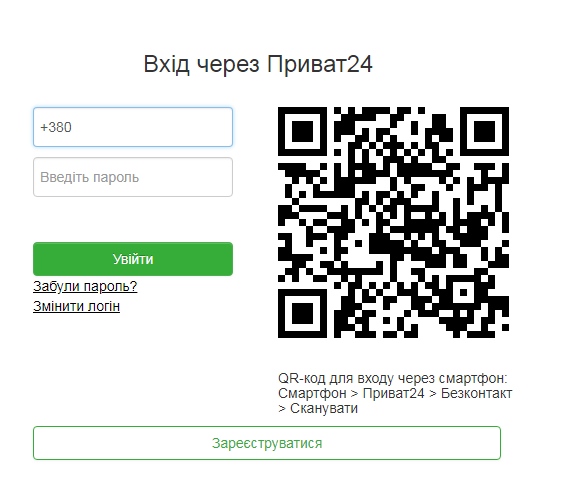 Вхід через Приват24
+380
Введіть пароль
Увійти
Забули пароль?
Змінити логін
QR-код для входу через смартфон:
Смартфон > Приват24 > Безконтакт
> Сканувати
Зареєструватися